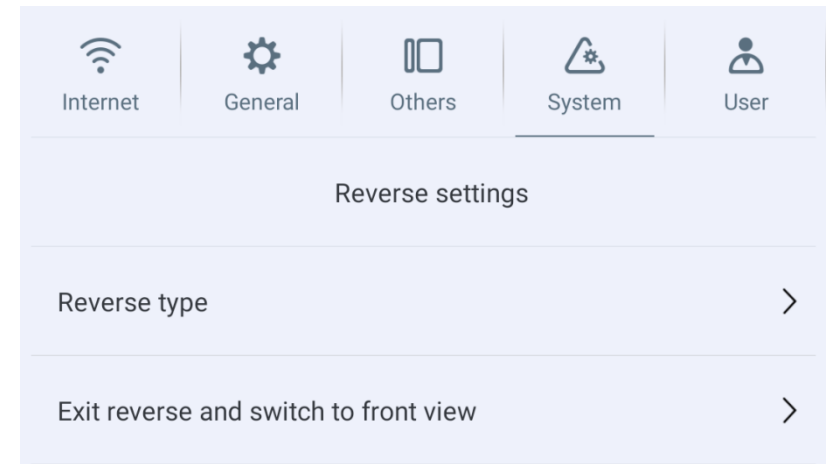 Internet General Others System User
Reverse settings
Reverse type
Exit reverse and switch to front view